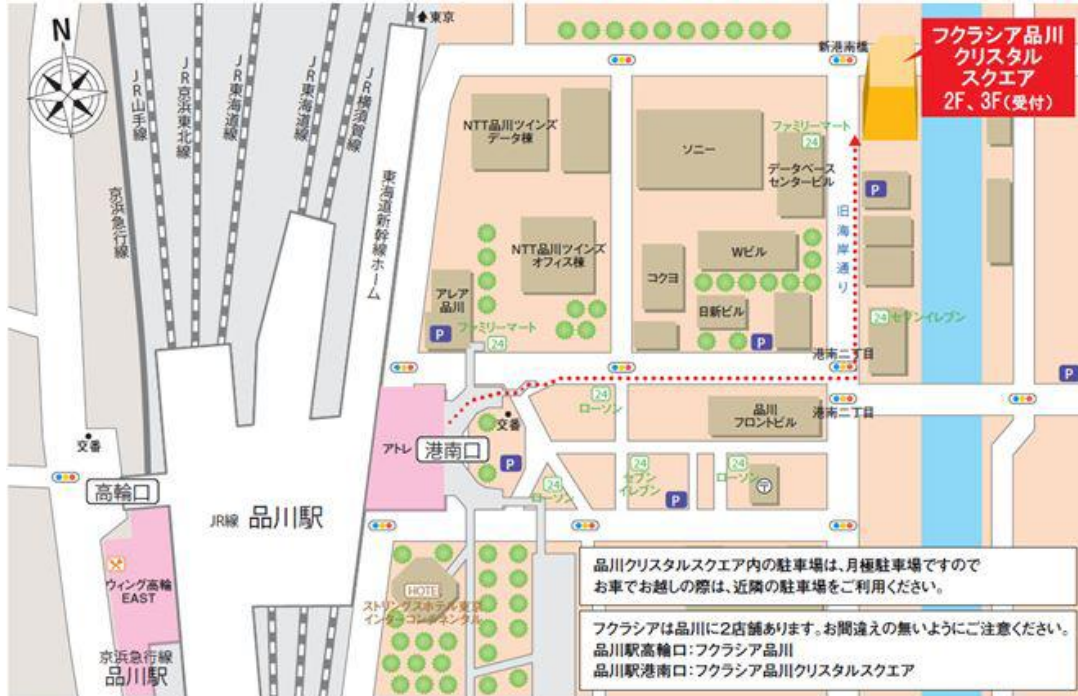 N
東京
JR山手線
JR京浜東北線
JR東海道線
JR東海道線
JR横須賀線
京浜急行線
東海道新幹線ホーム
新港南橋
フクラシア品川
クリスタル
スクエア
2F、3F(受付)
NTT品川ツインズ
データ棟
ソニー
ファミリーマート
24
データベース
センタービル
P
旧海岸通り
NTT品川ツインズ
オフィス棟
コクヨ
Wビル
日新ビル
P
アレア
品川
P
ファミリーマート
24
24 セブンイレブン
港南二丁目
P
港南二丁目
24
ローソン
品川
フロントビル
交番
アトレ
港南口
P
24
ローソン
24
セブン
イレブン
P
24
ローソン
〒
交番
高輪口
JR線 品川駅
ウィング高輪
EAST
京浜急行線
品川駅
HOTE
ストリングスホテル東京
インターコンチネンタル
品川クリスタルスクエア内の駐車場は、月極駐車場ですので
お車でお越しの際は、近隣の駐車場をご利用ください。
フクラシアは品川に2店舗あります。お間違えの無いようにご注意ください。
品川駅高輪口:フクラシア品川
品川駅港南口:フクラシア品川クリスタルスクエア